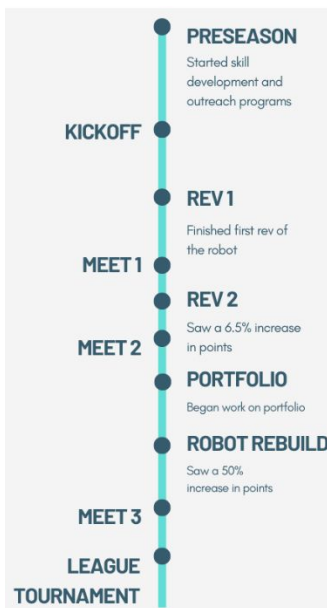 PRESEASON
Started skill
development and
outreach programs
KICKOFF
REV 1
Finished first rev of
the robot
MEET 1
REV 2
Saw a 6.5% increase
in points
MEET 2
PORTFOLIO
Began work on portfolio
ROBOT REBUILD
Saw a 50%
increase in points
MEET 3
LEAGUE
TOURNAMENT